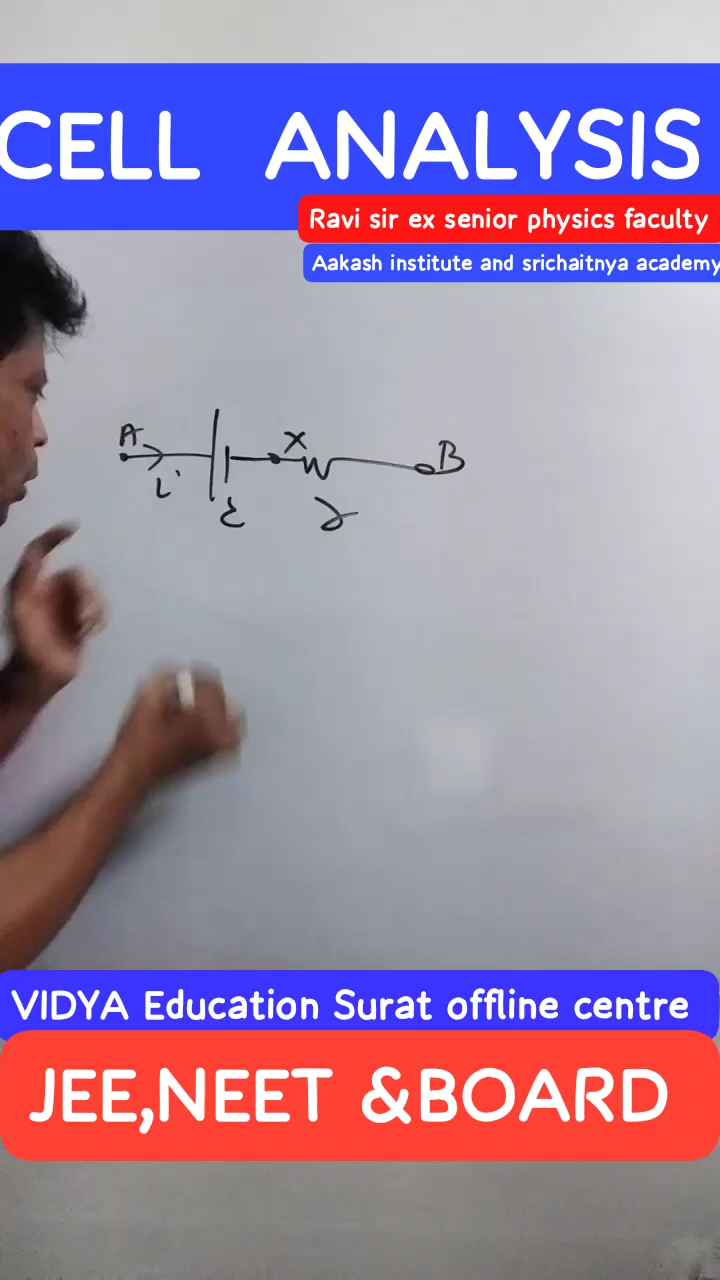 CELL ANALYSIS
Ravi sir ex senior physics faculty
Aakash institute and srichaitnya academy
A
X
B
i
ε
VIDYA Education Surat offline centre
JEE,NEET &BOARD